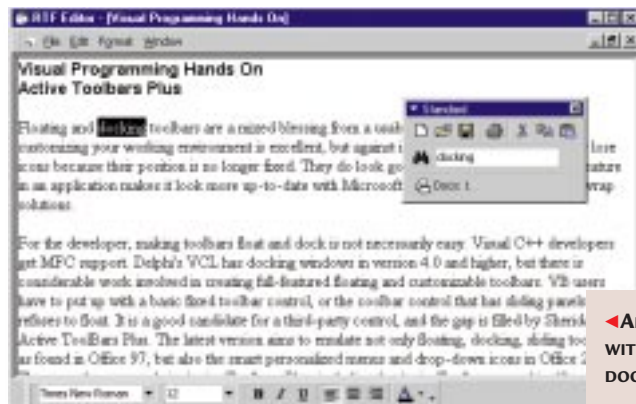 RTF Editor - [Visual Programming Hands On]
File Edit Format Window
Visual Programming Hands On
Active Toolbars Plus
Floating and docking toolbars are a mixed blessing from a
customizing your working environment is excellent, but against
lose
icons because their position is no longer fixed. They do look
in an application makes it look more up-to-date with Microsoft
wrap
solutions.
Standard
docking
Docs: 1
For the developer, making toolbars float and dock is not necessarily easy. Visual C++ developers
get MFC support. Delphi's VCL has docking windows in version 4.0 and higher, but there is
considerable work involved in creating full-featured floating and customizable toolbars. VB users
have to put up with a basic fixed toolbar control, or the coolbar control that has sliding panels
refuses to float. It is a good candidate for a third-party control, and the gap is filled by
Active ToolBars Plus. The latest version aims to emulate not only floating, docking, sliding
as found in Office 97, but also the smart personalized menus and drop-down icons in Office
Times New Roman 12 B I U A
WIT
DOC